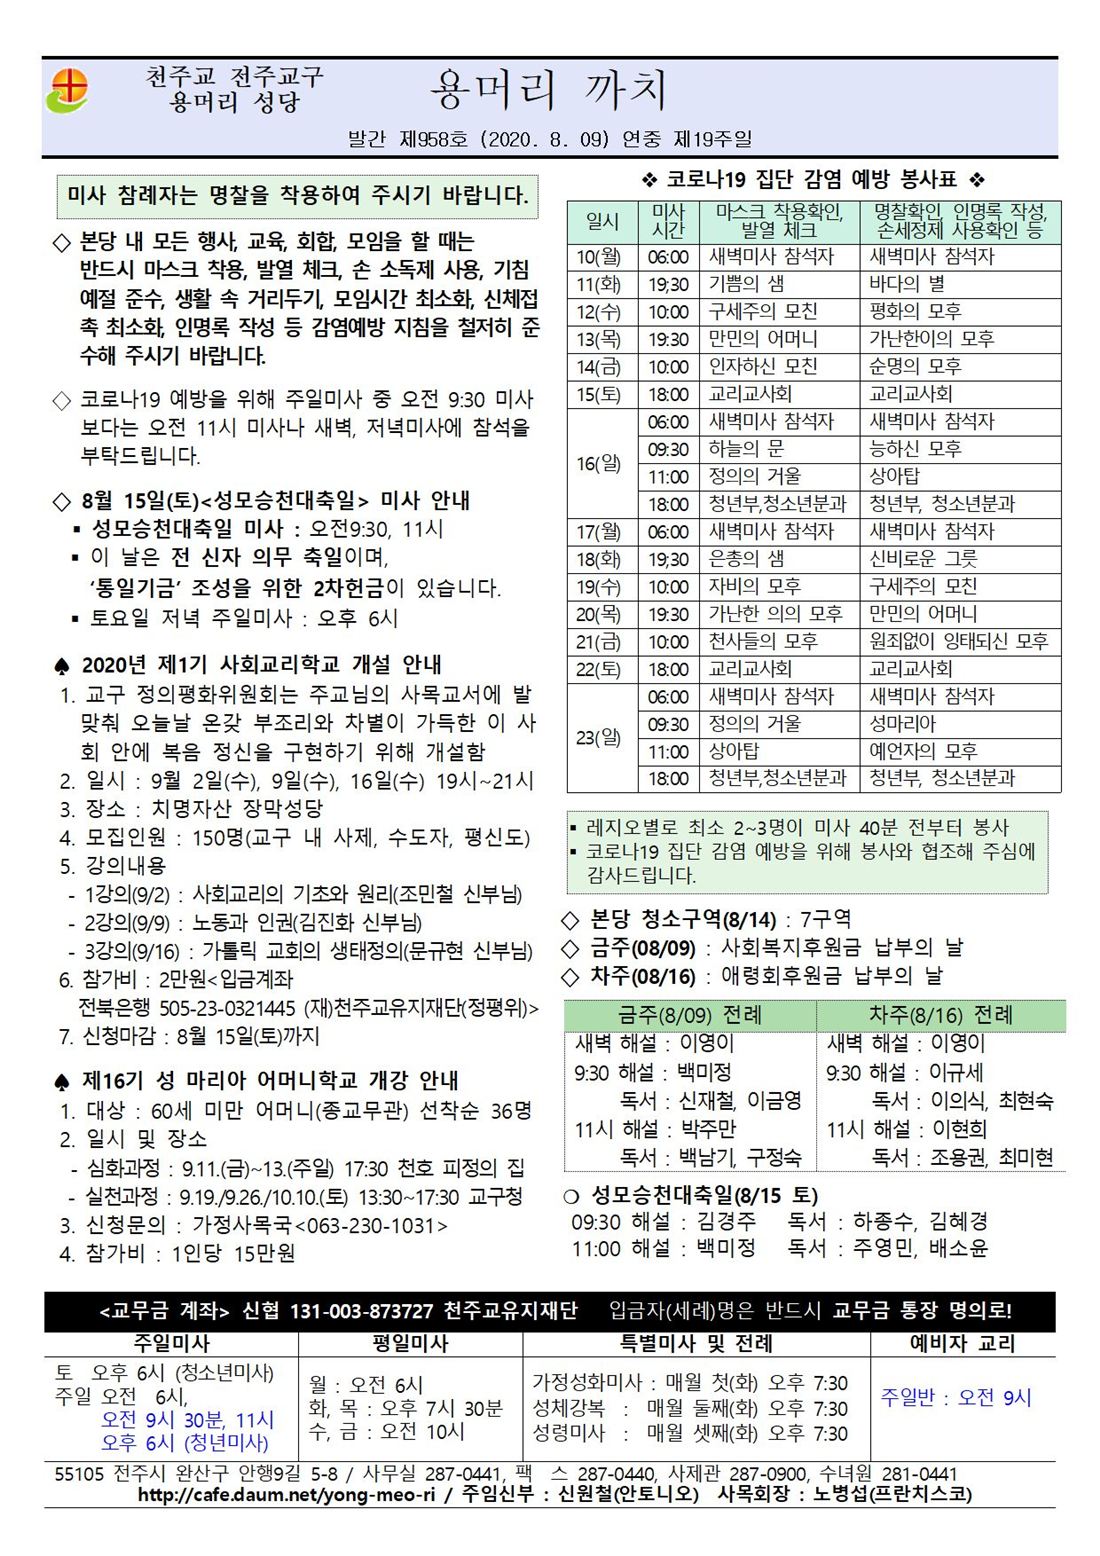 천주교 전주교구
용머리 성당
용머리 까치
발간 제958호 (2020. 8. 09) 연중 제19주일
미사 참례자는 명찰을 착용하여 주시기 바랍니다.
◇ 본당 내 모든 행사, 교육, 회합, 모임을 할 때는
반드시 마스크 착용, 발열 체크, 손 소독제 사용, 기침
예절 준수, 생활 속 거리두기, 모임시간 최소화, 신체접
촉 최소화, 인명록 작성 등 감염예방 지침을 철저히 준
수해 주시기 바랍니다.
◇ 코로나19 예방을 위해 주일미사 중 오전 9:30 미사
보다는 오전 11시 미사나 새벽, 저녁미사에 참석을
부탁드립니다.
◇ 8월 15일(토)<성모승천대축일> 미사 안내
▪ 성모승천대축일 미사 : 오전9:30, 11시
▪ 이 날은 전 신자 의무 축일이며,
‘통일기금’ 조성을 위한 2차헌금이 있습니다.
▪ 토요일 저녁 주일미사 : 오후 6시
♠ 2020년 제1기 사회교리학교 개설 안내
1. 교구 정의평화위원회는 주교님의 사목교서에 발
맞춰 오늘날 온갖 부조리와 차별이 가득한 이 사
회 안에 복음 정신을 구현하기 위해 개설함
2. 일시 : 9월 2일(수), 9일(수), 16일(수) 19시~21시
3. 장소 : 치명자산 장막성당
4. 모집인원 : 150명(교구 내 사제, 수도자, 평신도)
5. 강의내용
- 1강의(9/2) : 사회교리의 기초와 원리(조민철 신부님)
- 2강의(9/9) : 노동과 인권(김진화 신부님)
- 3강의(9/16) : 가톨릭 교회의 생태정의(문규현 신부님)
6. 참가비 : 2만원<입금계좌
전북은행 505-23-0321445 (재)천주교유지재단(정평위)>
7. 신청마감 : 8월 15일(토)까지
♠ 제16기 성 마리아 어머니학교 개강 안내
1. 대상 : 60세 미만 어머니(종교무관) 선착순 36명
2. 일시 및 장소
- 심화과정 : 9.11.(금)~13.(주일) 17:30 천호 피정의 집
- 실천과정 : 9.19./9.26./10.10.(토) 13:30~17:30 교구청
3. 신청문의 : 가정사목국<063-230-1031>
4. 참가비 : 1인당 15만원
❖ 코로나19 집단 감염 예방 봉사표 ❖
일시 미사 시간 마스크 착용확인, 발열 체크 명찰확인, 인명록 작성, 손세정제 사용확인 등
10(월) 06:00 새벽미사 참석자 새벽미사 참석자
11(화) 19;30 기쁨의 샘 바다의 별
12(수) 10:00 구세주의 모친 평화의 모후
13(목) 19:30 만민의 어머니 가난한이의 모후
14(금) 10:00 인자하신 모친 순명의 모후
15(토) 18:00 교리교사회 교리교사회
16(일) 06:00 새벽미사 참석자 새벽미사 참석자
09:30 하늘의 문 능하신 모후
11:00 정의의 거울 상아탑
18:00 청년부,청소년분과 청년부, 청소년분과
17(월) 06:00 새벽미사 참석자 새벽미사 참석자
18(화) 19;30 은총의 샘 신비로운 그릇
19(수) 10:00 자비의 모후 구세주의 모친
20(목) 19:30 가난한 의의 모후 만민의 어머니
21(금) 10:00 천사들의 모후 원죄없이 잉태되신 모후
22(토) 18:00 교리교사회 교리교사회
23(일) 06:00 새벽미사 참석자 새벽미사 참석자
09:30 정의의 거울 성마리아
11:00 상아탑 예언자의 모후
18:00 청년부,청소년분과 청년부, 청소년분과
▪ 레지오별로 최소 2~3명이 미사 40분 전부터 봉사
▪ 코로나19 집단 감염 예방을 위해 봉사와 협조해 주심에
감사드립니다.
◇ 본당 청소구역(8/14) : 7구역
◇ 금주(08/09) : 사회복지후원금 납부의 날
◇ 차주(08/16) : 애령회후원금 납부의 날
금주(8/09) 전례 차주(8/16) 전례
새벽 해설 : 이영이 새벽 해설 : 이영이
9:30 해설 : 백미정 9:30 해설 : 이규세
독서 : 신재철, 이금영 독서 : 이의식, 최현숙
11시 해설 : 박주만 11시 해설 : 이현희
독서 : 백남기, 구정숙 독서 : 조용권, 최미현
❍ 성모승천대축일(8/15 토)
09:30 해설 : 김경주 독서 : 하종수, 김혜경
11:00 해설 : 백미정 독서 : 주영민, 배소윤
<교무금 계좌> 신협 131-003-873727 천주교유지재단 입금자(세례)명은 반드시 교무금 통장 명의로!
주일미사 평일미사 특별미사 및 전례 예비자 교리
토 오후 6시 (청소년미사)
주일 오전 6시,
오전 9시 30분, 11시
오후 6시 (청년미사)
월 : 오전 6시
화, 목 : 오후 7시 30분
수, 금 : 오전 10시
가정성화미사 : 매월 첫(화) 오후 7:30
성체강복 : 매월 둘째(화) 오후 7:30
성령미사 : 매월 셋째(화) 오후 7:30
주일반 : 오전 9시
55105 전주시 완산구 안행9길 5-8 / 사무실 287-0441, 팩 스 287-0440, 사제관 287-0900, 수녀원 281-0441
http://cafe.daum.net/yong-meo-ri / 주임신부 : 신원철(안토니오) 사목회장 : 노병섭(프란치스코)